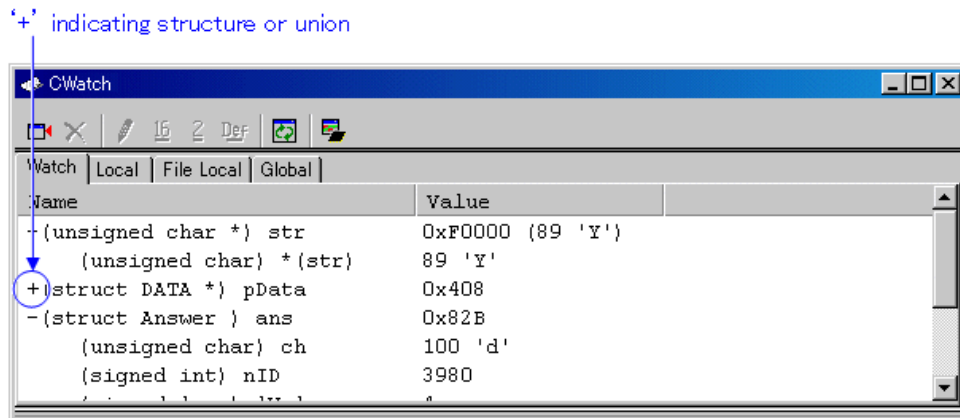 '+' indicating structure or union
CWatch
16 2 Def
Watch Local File Local Global
Name Value
-(unsigned char *) str 0xF0000 (89 'Y')
(unsigned char) *(str) 89 'Y'
+(struct DATA *) pData 0x408
-(struct Answer ) ans 0x82B
(unsigned char) ch 100 'd'
(signed int) nID 3980